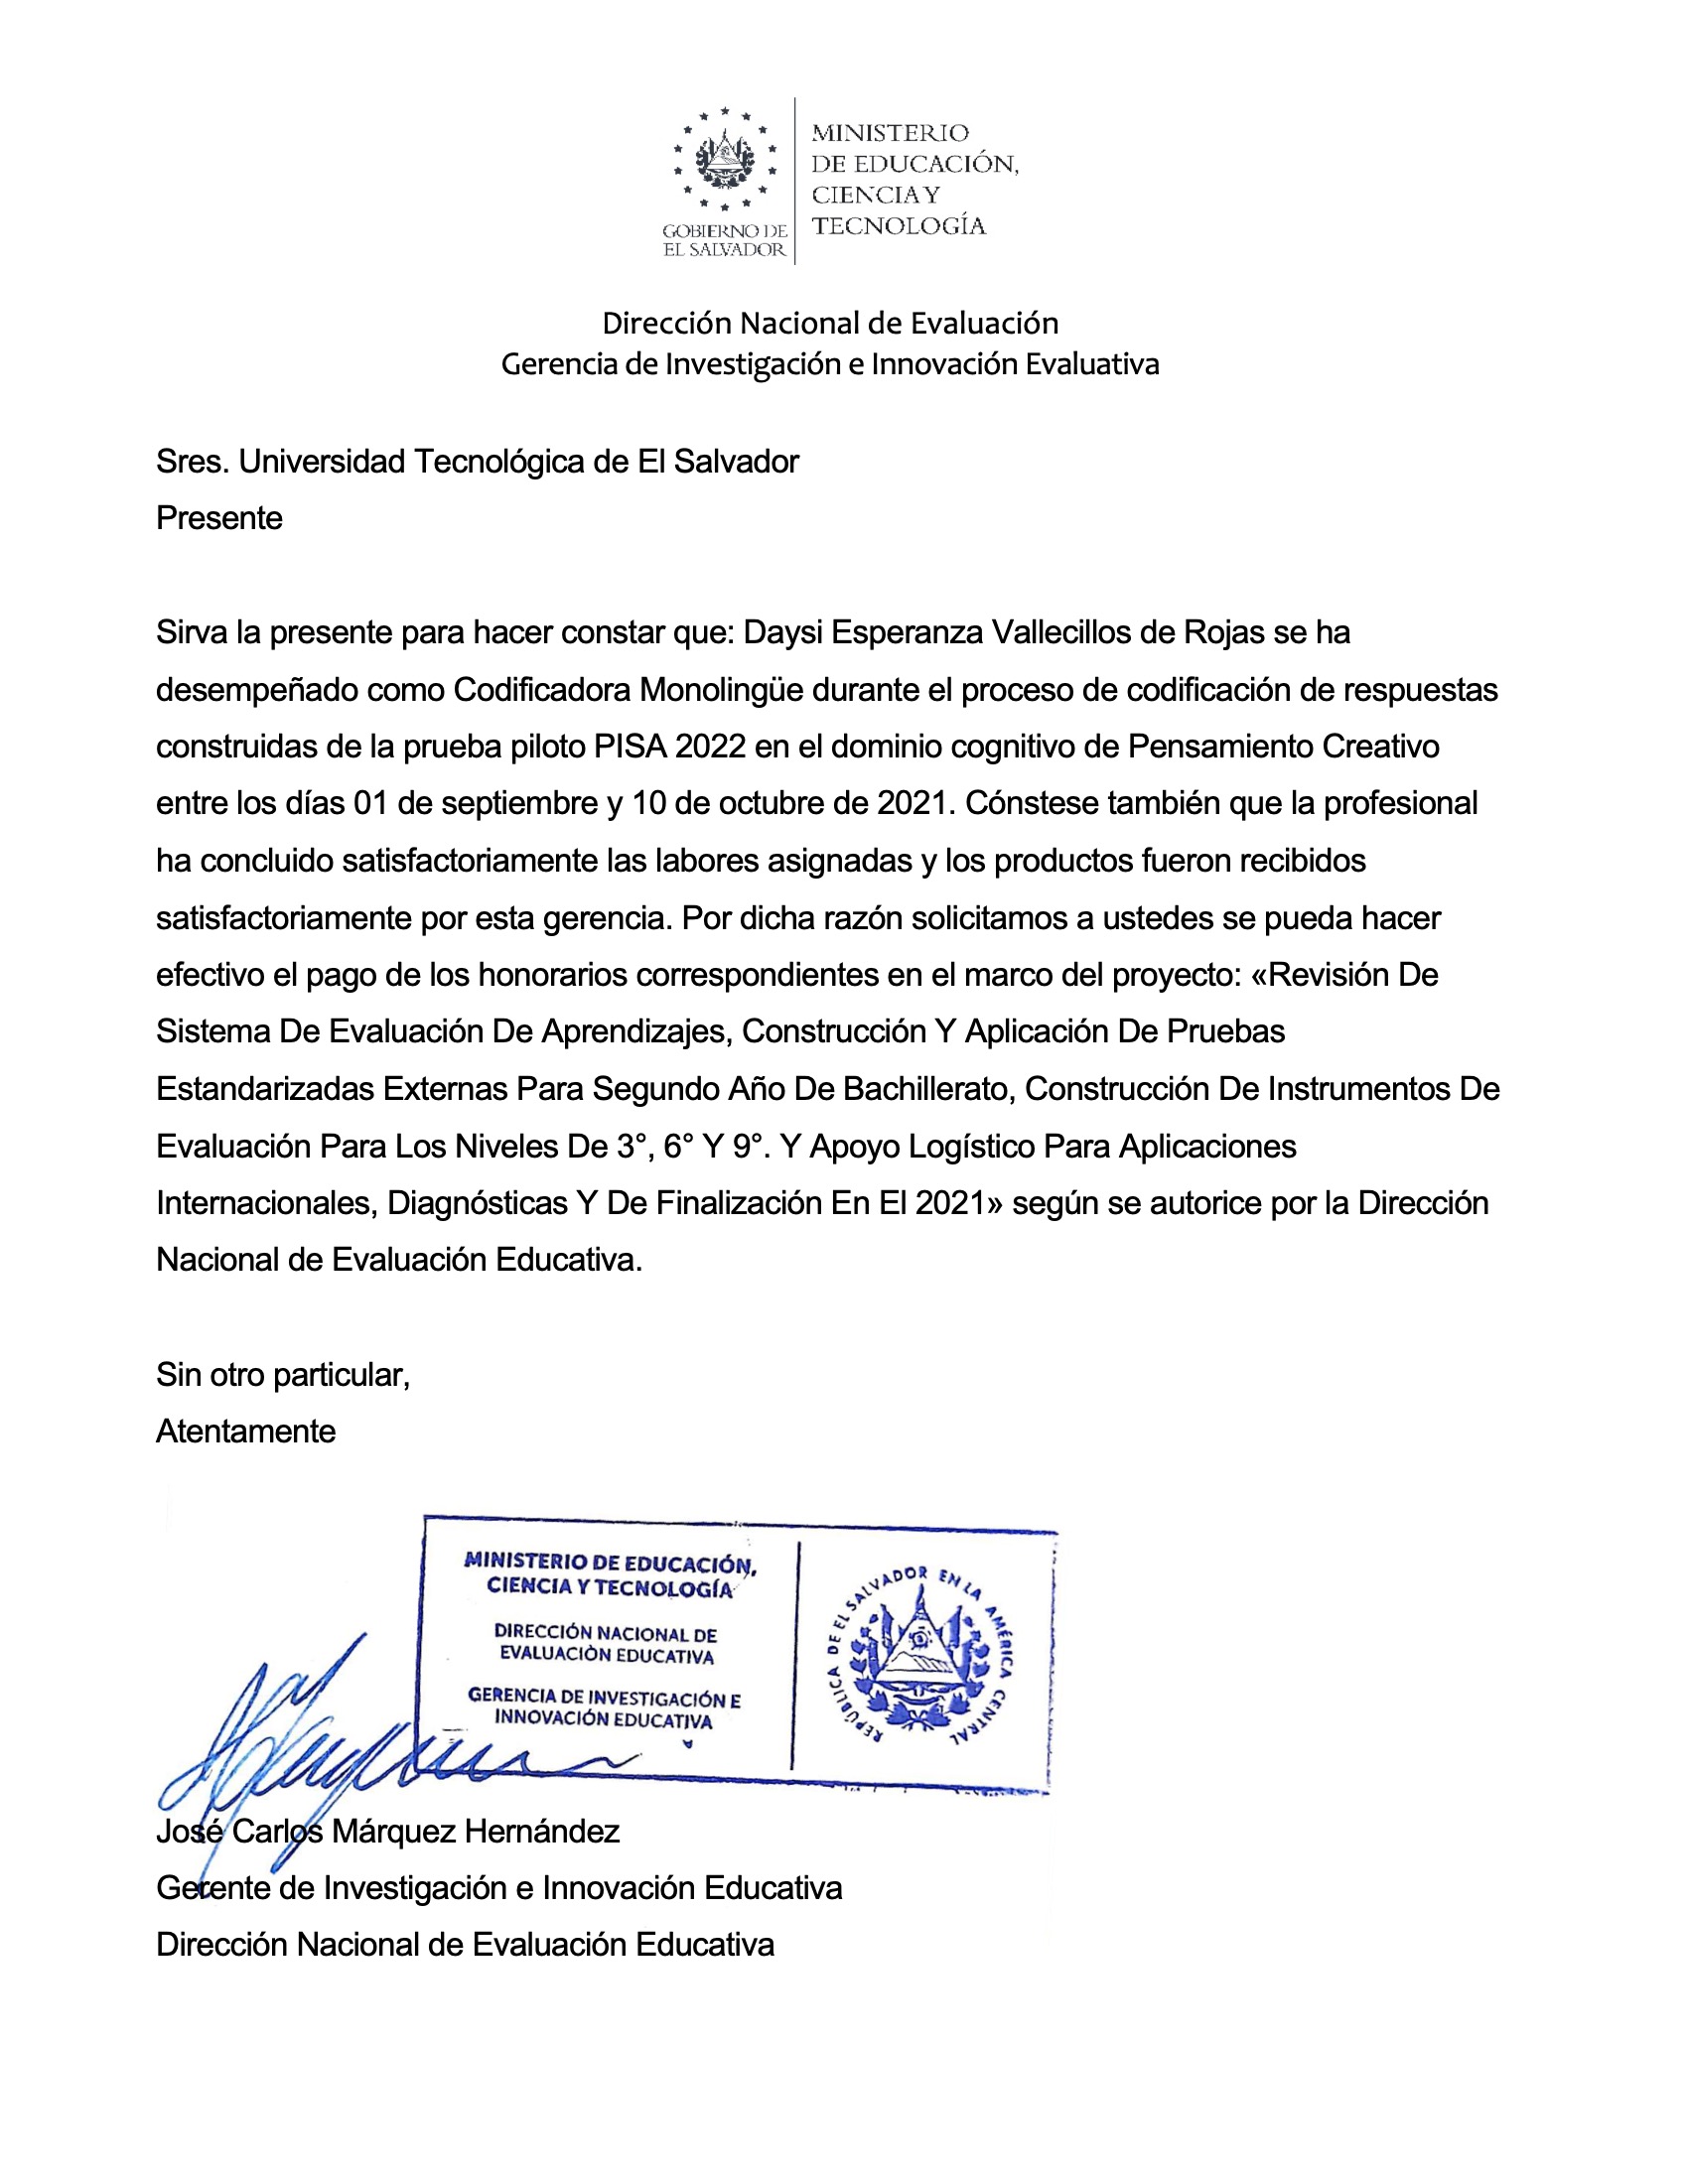 MINISTERIO
DE EDUCACIÓN,
CIENCIA Y
TECNOLOGÍA
GOBIERNO DE
EL SALVADOR
Dirección Nacional de Evaluación
Gerencia de Investigación e Innovación Evaluativa
Sres. Universidad Tecnológica de El Salvador
Presente
Sirva la presente para hacer constar que: Daysi Esperanza Vallecillos de Rojas se ha
desempeñado como Codificadora Monolingüe durante el proceso de codificación de respuestas
construidas de la prueba piloto PISA 2022 en el dominio cognitivo de Pensamiento Creativo
entre los días 01 de septiembre y 10 de octubre de 2021. Cónstese también que la profesional
ha concluido satisfactoriamente las labores asignadas y los productos fueron recibidos
satisfactoriamente por esta gerencia. Por dicha razón solicitamos a ustedes se pueda hacer
efectivo el pago de los honorarios correspondientes en el marco del proyecto: «Revisión De
Sistema De Evaluación De Aprendizajes, Construcción Y Aplicación De Pruebas
Estandarizadas Externas Para Segundo Año De Bachillerato, Construcción De Instrumentos De
Evaluación Para Los Niveles De 3°, 6° Y 9°. Y Apoyo Logístico Para Aplicaciones
Internacionales, Diagnósticas Y De Finalización En El 2021» según se autorice por la Dirección
Nacional de Evaluación Educativa.
Sin otro particular,
Atentamente
MINISTERIO DE EDUCACIÓN,
CIENCIA Y TECNOLOGÍA
DIRECCIÓN NACIONAL DE
EVALUACIÒN EDUCATIVA
GERENCIA DE INVESTIGACIÓN E
INNOVACIÓN EDUCATIVA
REPÚBLICA DE EL SALVADOR EN LA AMÉRICA CENTRAL
José Carlos Márquez Hernández
Gerente de Investigación e Innovación Educativa
Dirección Nacional de Evaluación Educativa